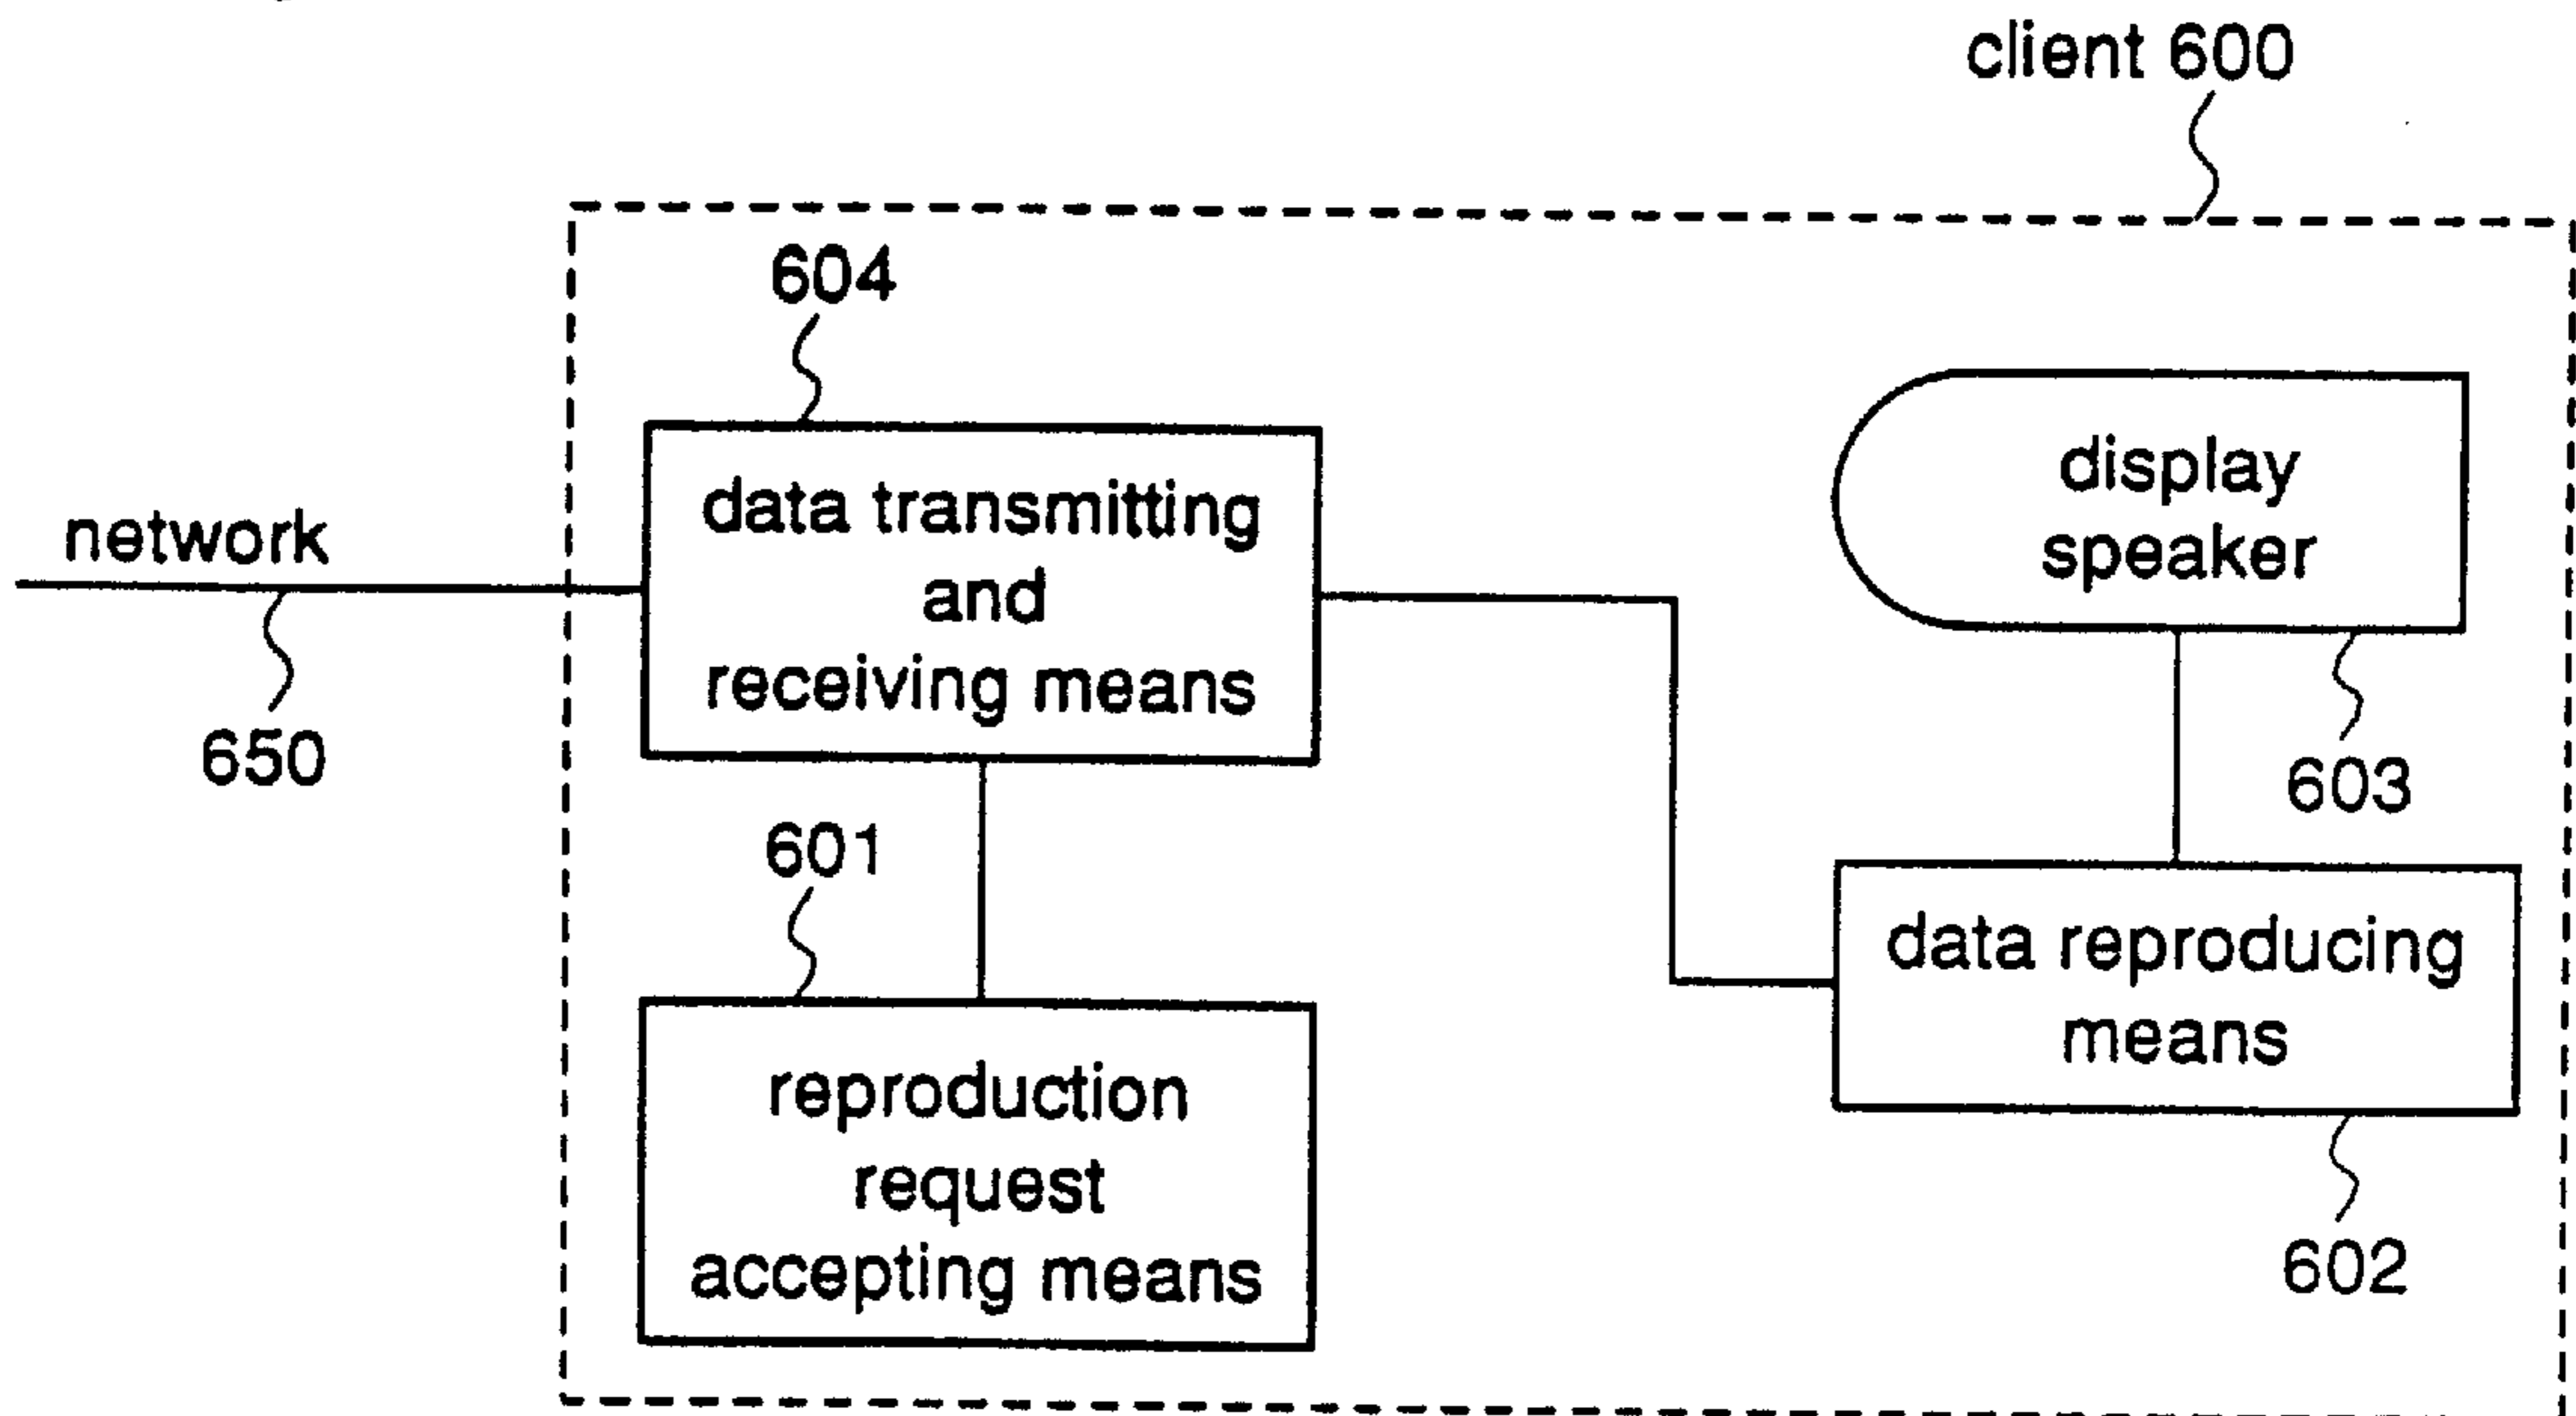 client 600
604
network
650
data transmitting
and
receiving means
display
speaker
603
601
reproduction
request
accepting means
data reproducing
means
602